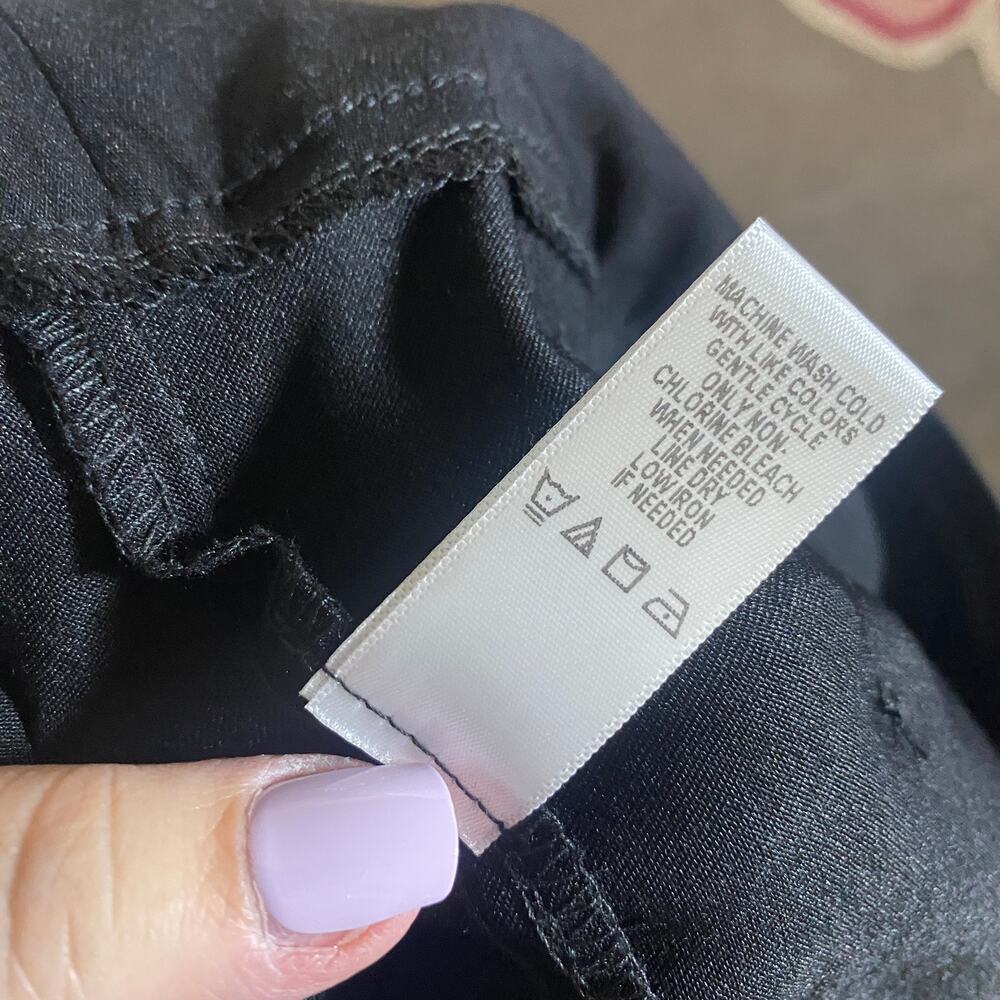 MACHINE WASH COLD
WITH LIKE COLORS
GENTLE CYCLE
ONLY NON.
CHLORINE BLEACH
WHEN NEEDED
LINE DRY
LOW IRON
IF NEEDED